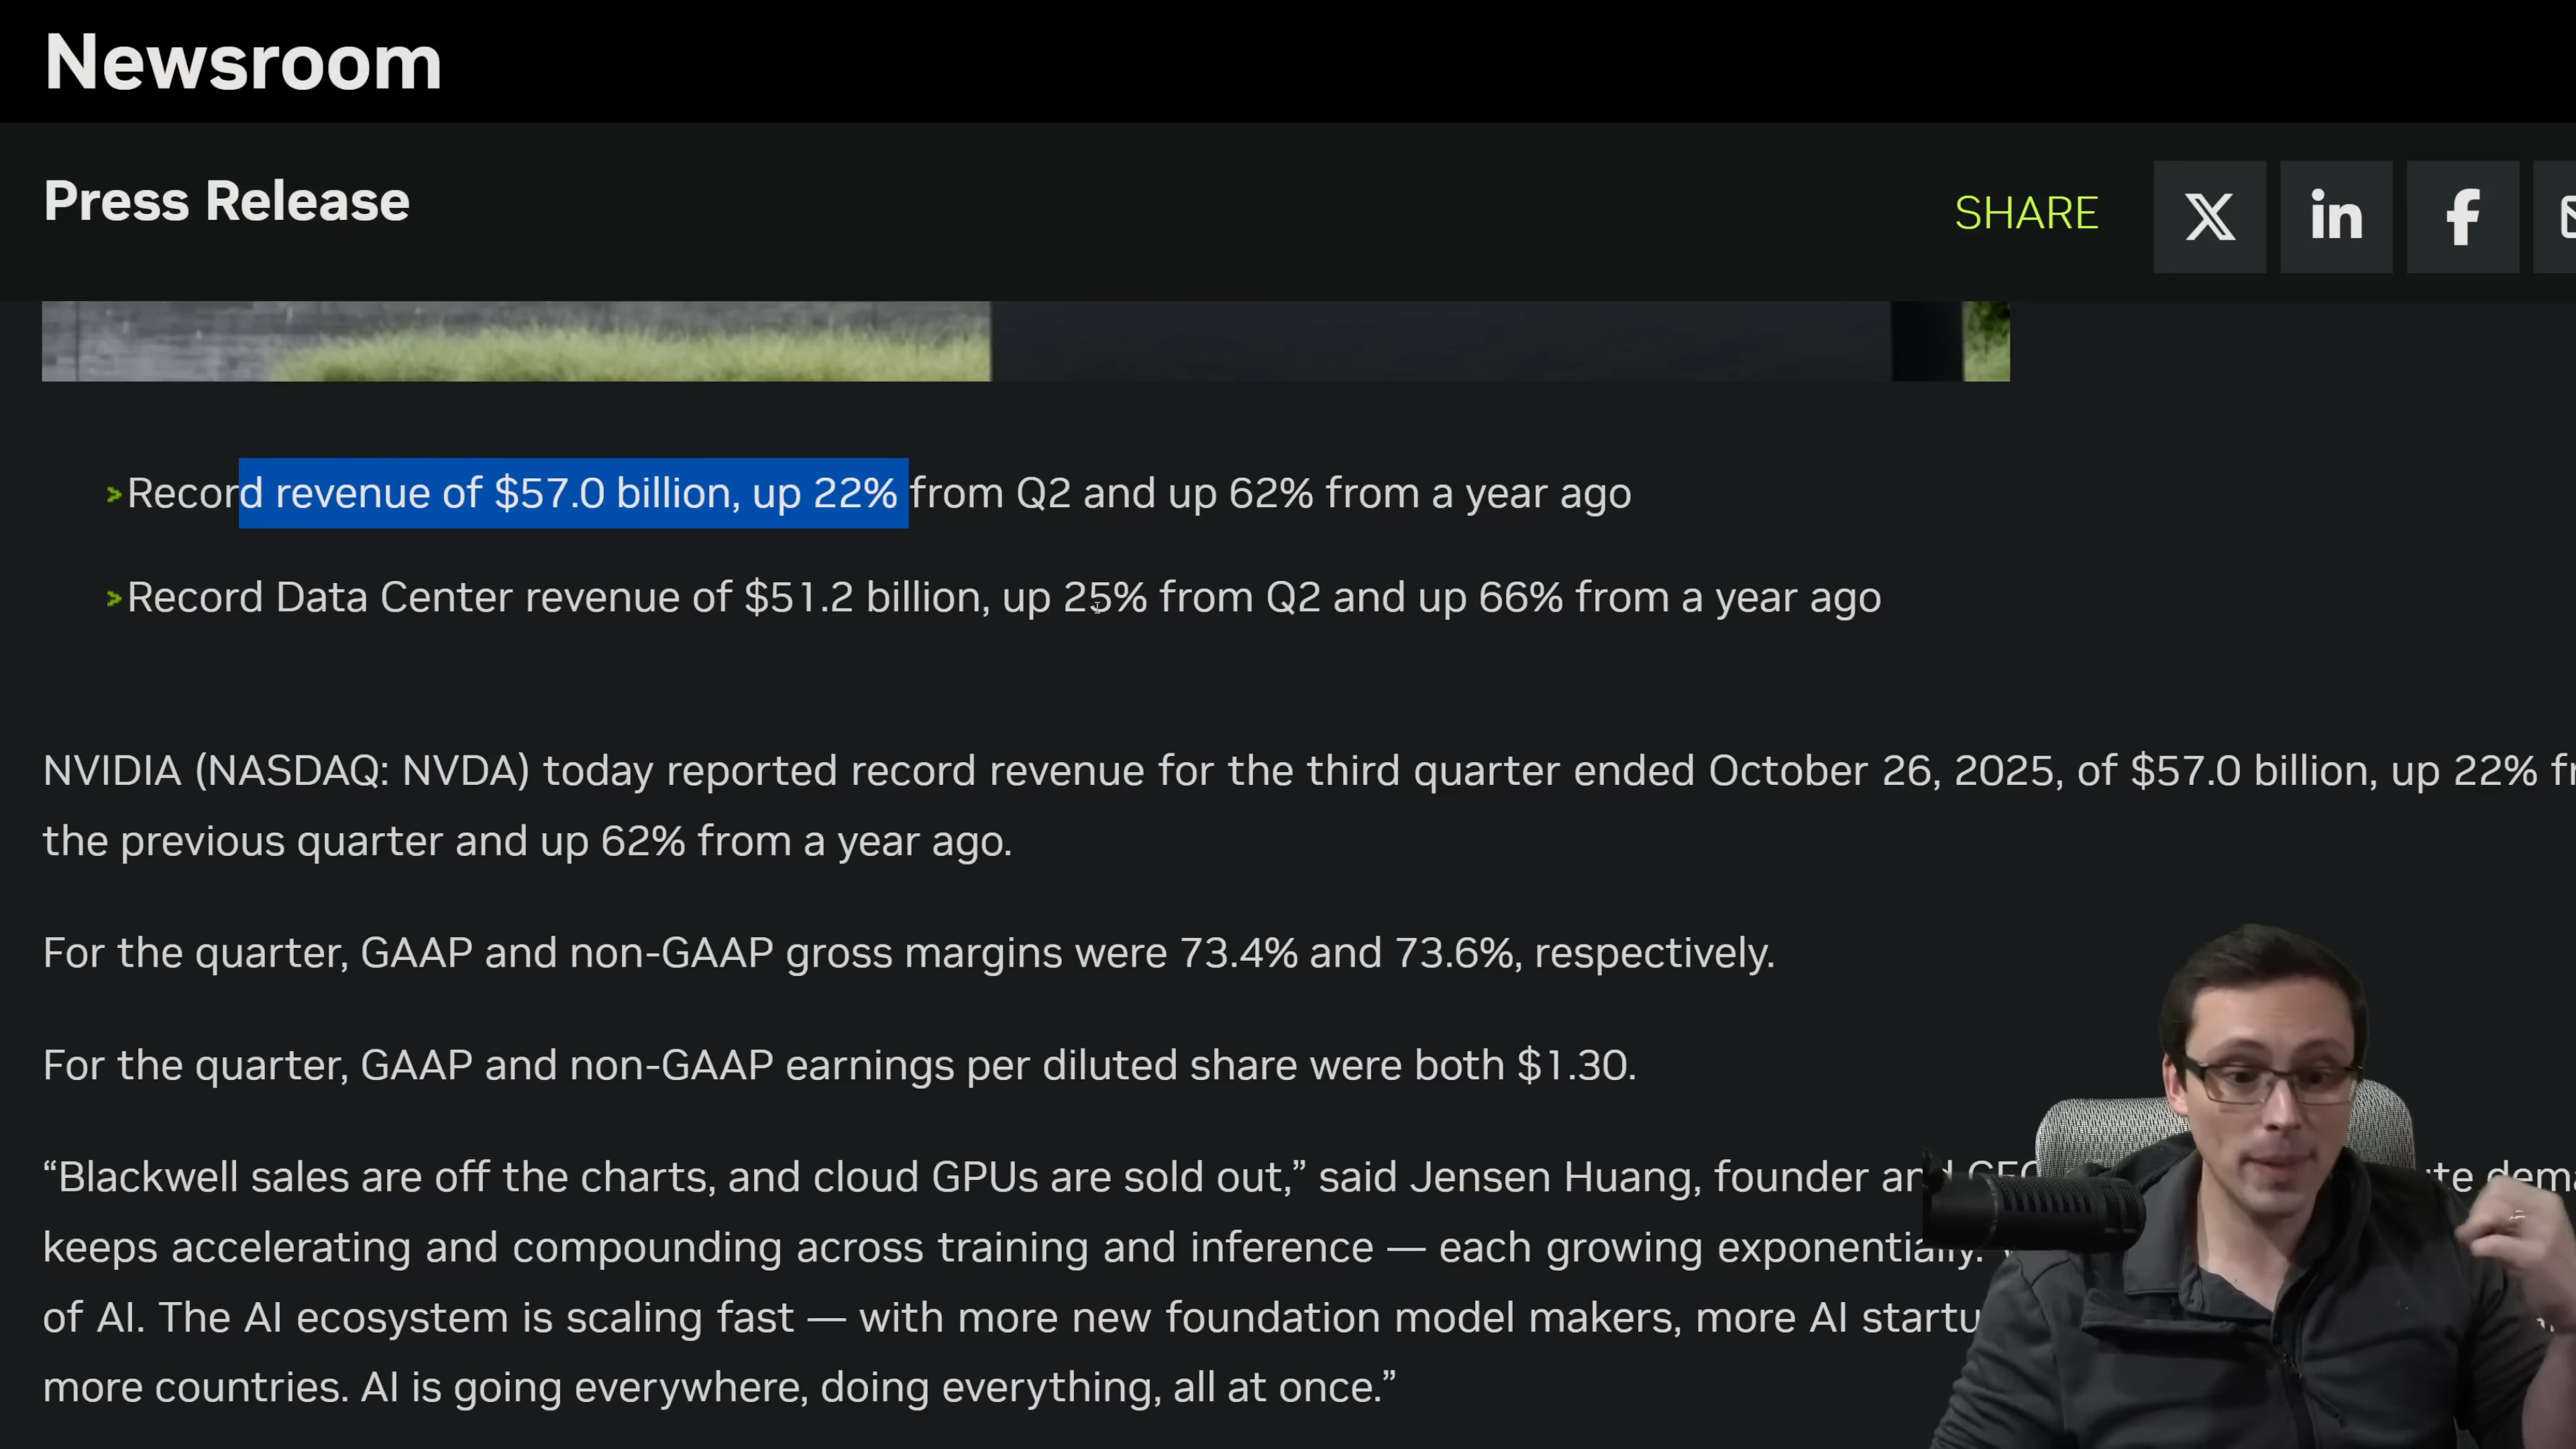 Newsroom
Press Release
SHARE
Record revenue of $57.0 billion, up 22% from Q2 and up 62% from a year ago
Record Data Center revenue of $51.2 billion, up 25% from Q2 and up 66% from a year ago
NVIDIA (NASDAQ: NVDA) today reported record revenue for the third quarter ended October 26, 2025, of $57.0 billion, up 22%
the previous quarter and up 62% from a year ago.
For the quarter, GAAP and non-GAAP gross margins were 73.4% and 73.6%, respectively.
For the quarter, GAAP and non-GAAP earnings per diluted share were both $1.30.
“Blackwell sales are off the charts, and cloud GPUs are sold out,” said Jensen Huang, founder
keeps accelerating and compounding across training and inference — each growing exponentially.
of AI. The AI ecosystem is scaling fast — with more new foundation model makers, more AI
more countries. AI is going everywhere, doing everything, all at once.”